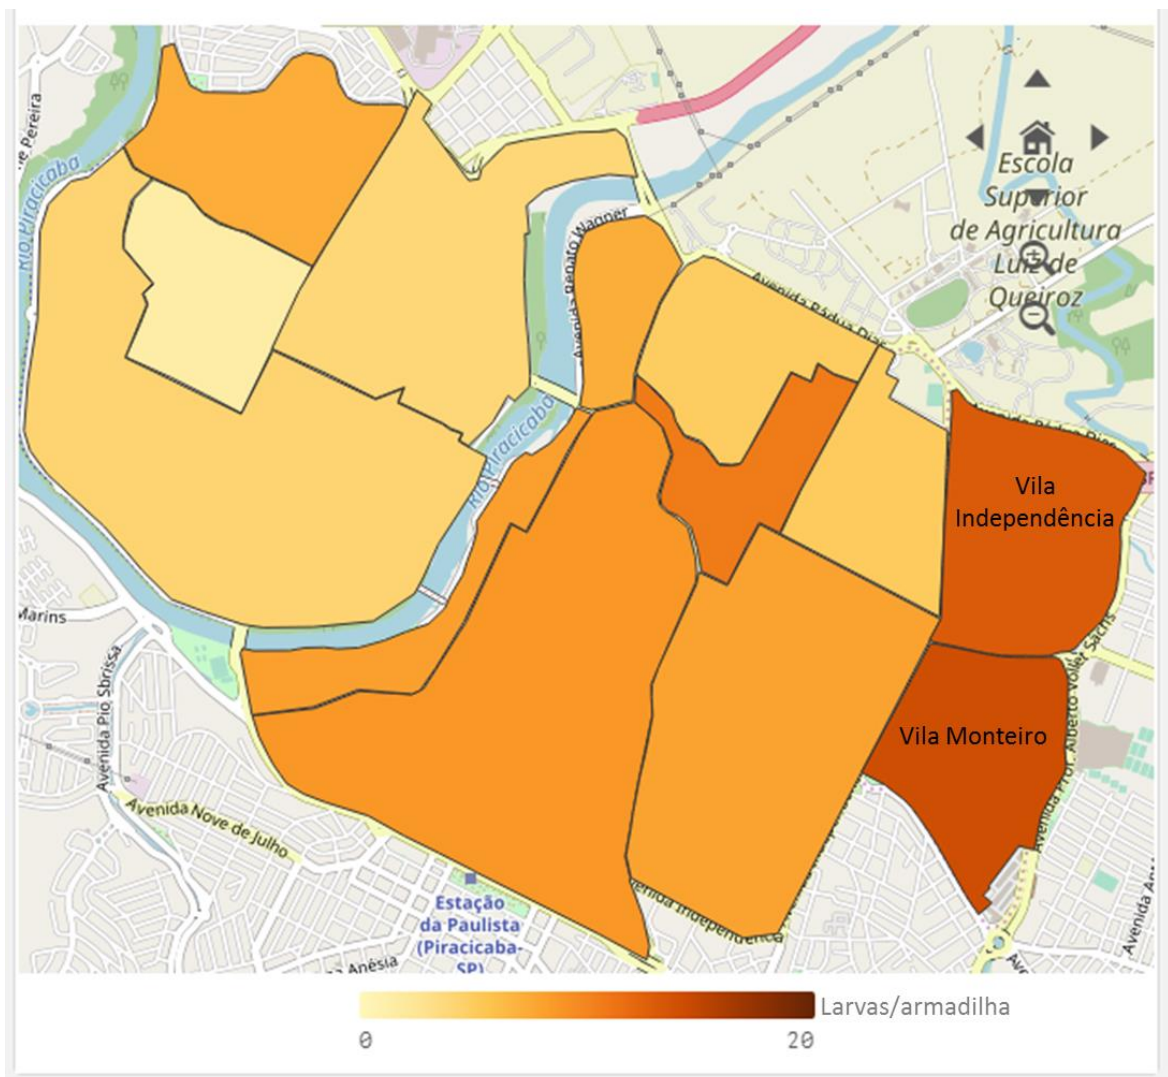 Rio Piracicaba
Avenida Renato Wagner
Avenida Pádua Dias
Escola
Superior
de Agricultura
Luiz de
Queiroz
Rio Piracicaba
Vila
Independência
Marins
Avenida Pio Sbrissa
Vila Monteiro
Avenida Nove de Julho
Estação
da Paulista
(Piracicaba-
SP)
Anésia
Avenida Independência
Avenida Prof. Alberto Vollet Sachs
Larvas/armadilha
0
20